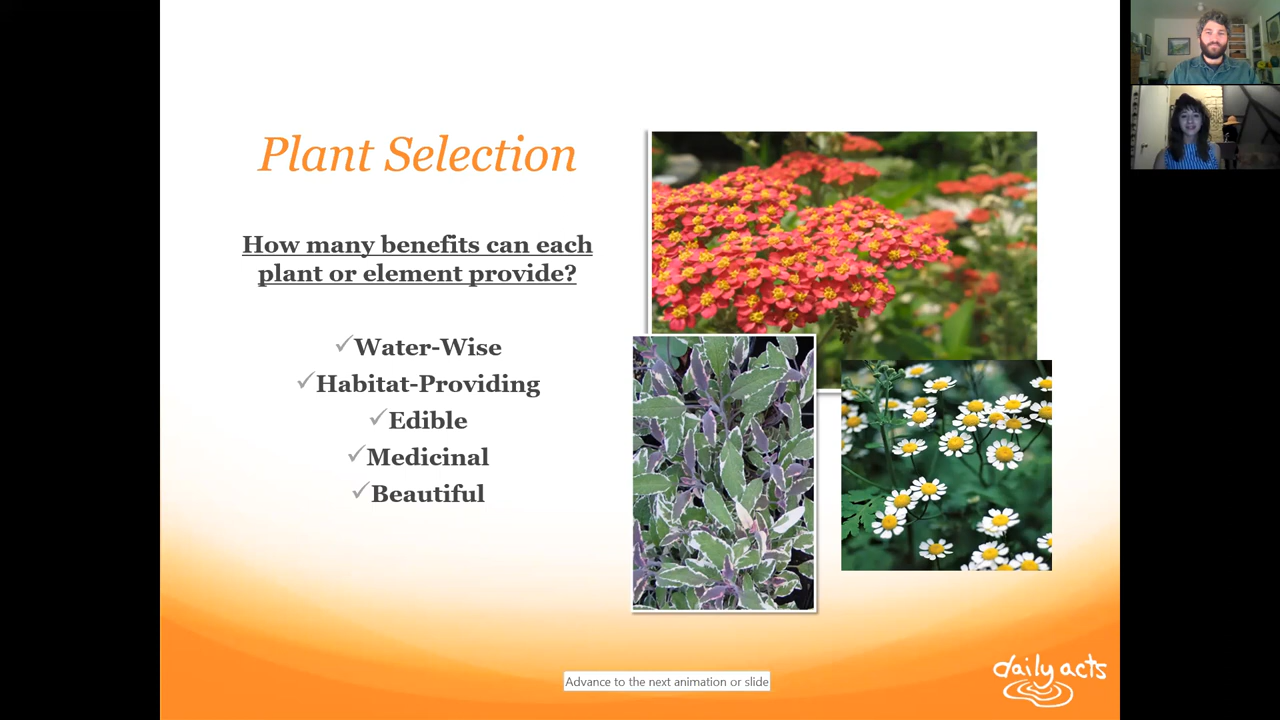 Plant Selection
How many benefits can each
plant or element provide?
✓Water-Wise
✓Habitat-Providing
✓Edible
✓Medicinal
✓Beautiful
Advance to the next animation or slide
daily acts